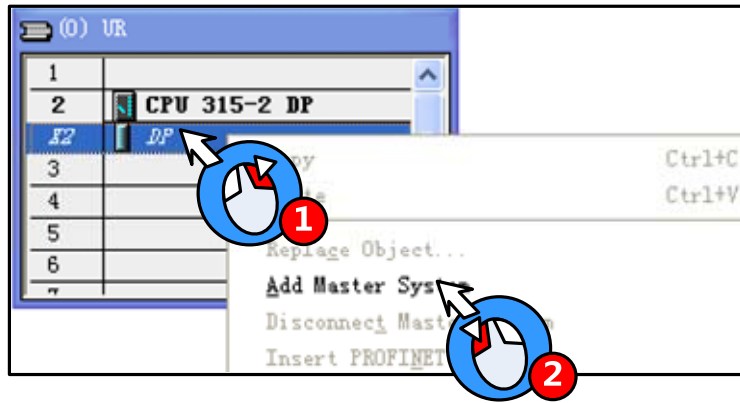 (0) UR
1
2 CPU 315-2 DP
X2 DP
3
4
5
6
Ctrl+C
Ctrl+V
1
Replace Object...
Add Master
Disconnect
Insert PROFINET
2